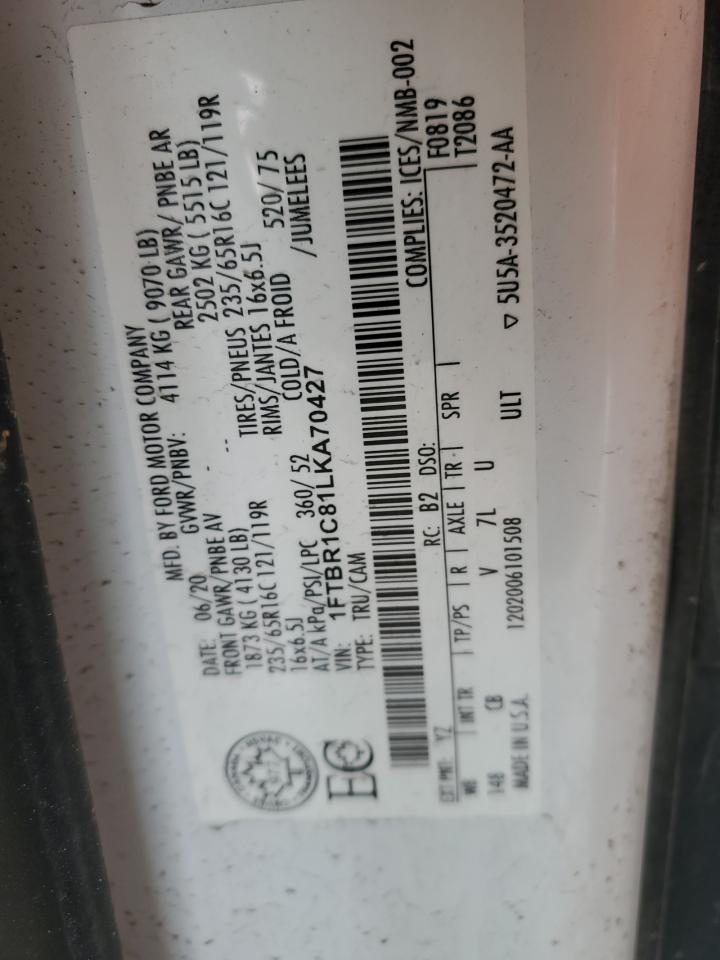 MFD. BY FORD MOTOR COMPANY
DATE: 06/20 GVWR/PNBV: 4114 KG ( 9070 LB)
FRONT GAWR/PNBE AV - REAR GAWR/ PNBE AR
1873 KG ( 4130 LB) -- 2502 KG ( 5515 LB)
235/65R16C 121/119R TIRES/PNEUS 235/65R16C 121/119R
16x6.5J RIMS/JANTES 16x6.5J
AT/A kPa/PSI/LPC 360/ 52 COLD/A FROID 520/ 75
VIN: 1FTBR1C81LKA70427 /JUMELEES
TYPE: TRU/CAM
EC
COMPLIES: ICES/NMB-002
EXT PNT: YZ RC: B2 DSO: F0819
T2086
WB INT TR TP/PS R AXLE TR SPR
148 CB V 7L U
MADE IN U.S.A. 1202006101508 ULT ▽ 5U5A-3520472-AA